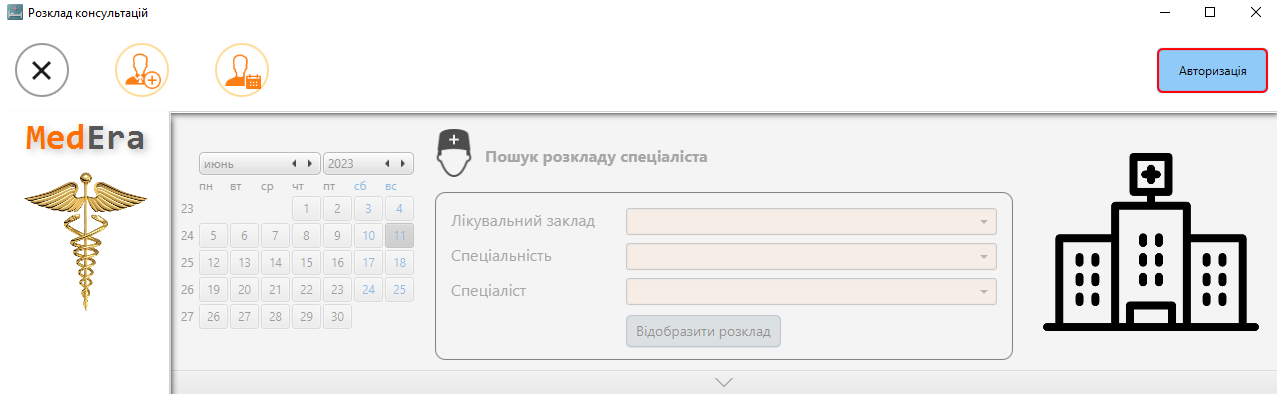 Розклад консультацій
Авторизація
MedEra
июнь 2023
пн вт ср чт пт сб вс
23 1 2 3 4
24 5 6 7 8 9 10 11
25 12 13 14 15 16 17 18
26 19 20 21 22 23 24 25
27 26 27 28 29 30
Пошук розкладу спеціаліста
Лікувальний заклад
Спеціальність
Спеціаліст
Відобразити розклад